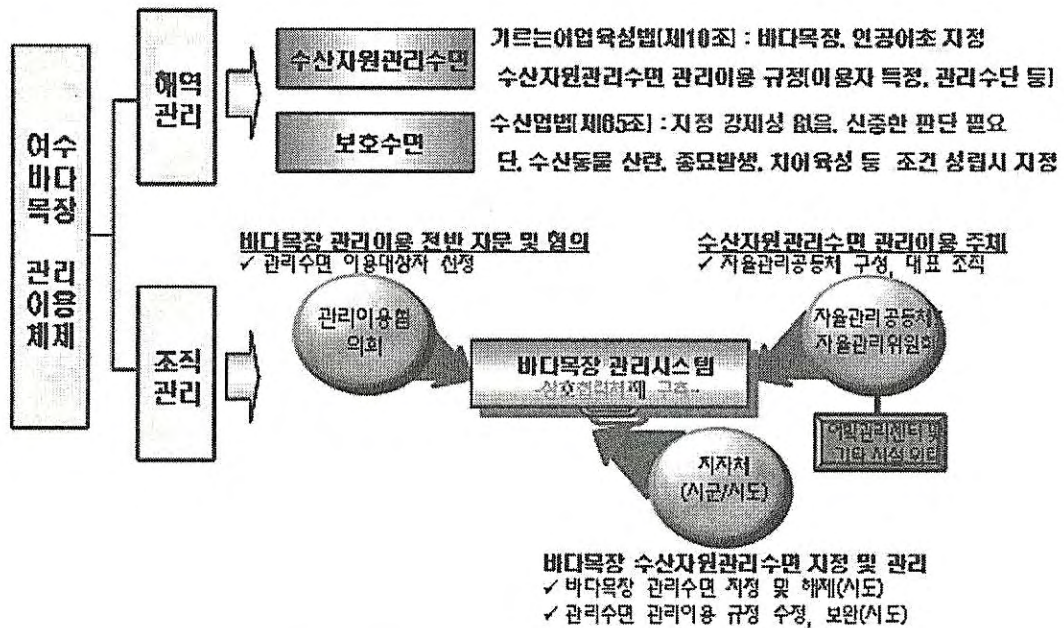 여수
바다
목장
관리
이용
체제
해역
관리
수산자원관리수면
기르는어업육성법(제10조) : 바다목장, 인공어초 지정
수산자원관리수면 관리이용 규정(이용자 특정, 관리수단 등)
보호수면
수산업법(제65조) : 지정 강제성 없음, 신중한 판단 필요
단, 수산동물 산란, 종묘발생, 치어육성 등 조건 성립시 지정
조직
관리
바다목장 관리이용 전반 자문 및 협의
✓ 관리수면 이용대상자 선정
관리이용협
의회
수산자원관리수면 관리이용 주체
✓ 자율관리공동체 구성, 대표 조직
자율관리공동체
자율관리위원회
바다목장 관리시스템
-상호협력체제 구축-
어획관리센터 및
기타 시설
지자체
(시군/시도)
바다목장 수산자원관리수면 지정 및 관리
✓ 바다목장 관리수면 지정 및 해제(시도)
✓ 관리수면 관리이용 규정 수정, 보완(시도)